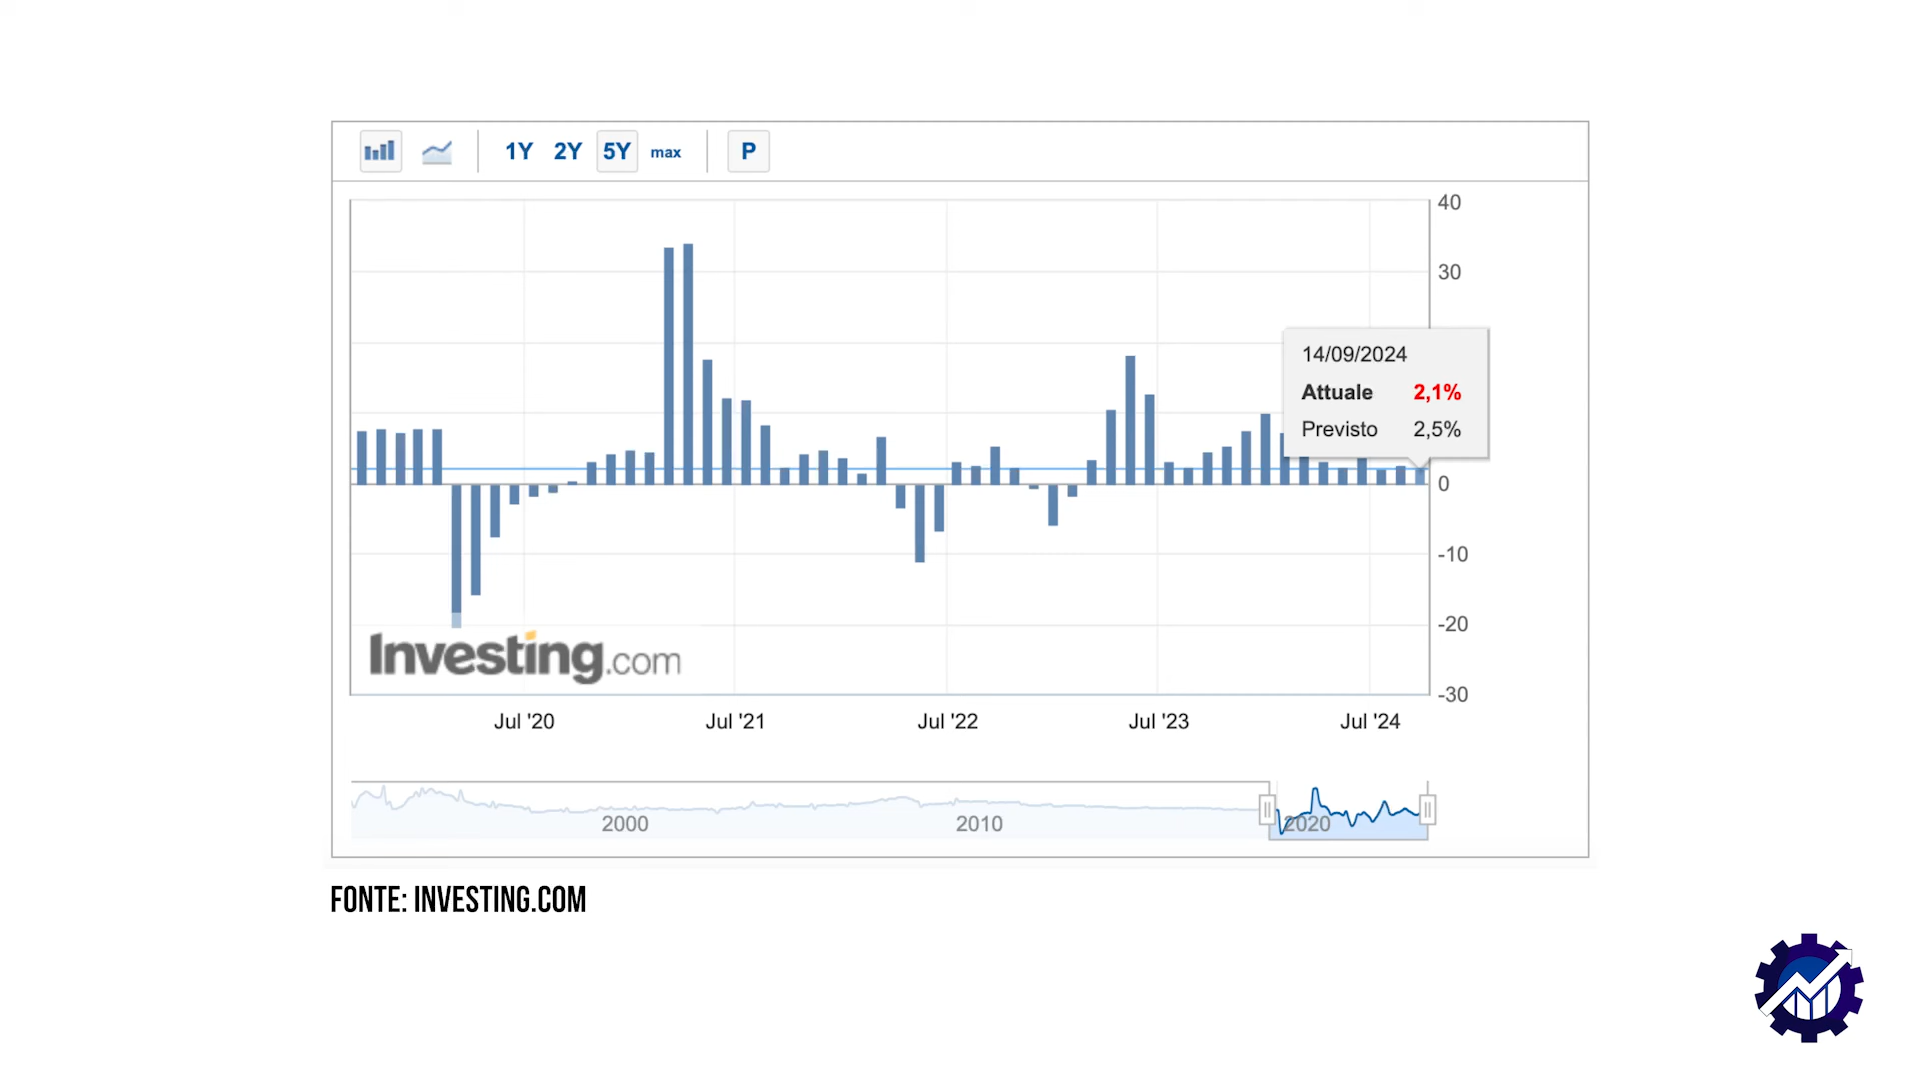 1Y 2Y 5Y max P
40
30
14/09/2024
Attuale 2,1%
Previsto 2,5%
0
-10
-20
-30
Investing.com
Jul '20 Jul '21 Jul '22 Jul '23 Jul '24
2000 2010 2020
FONTE: INVESTING.COM